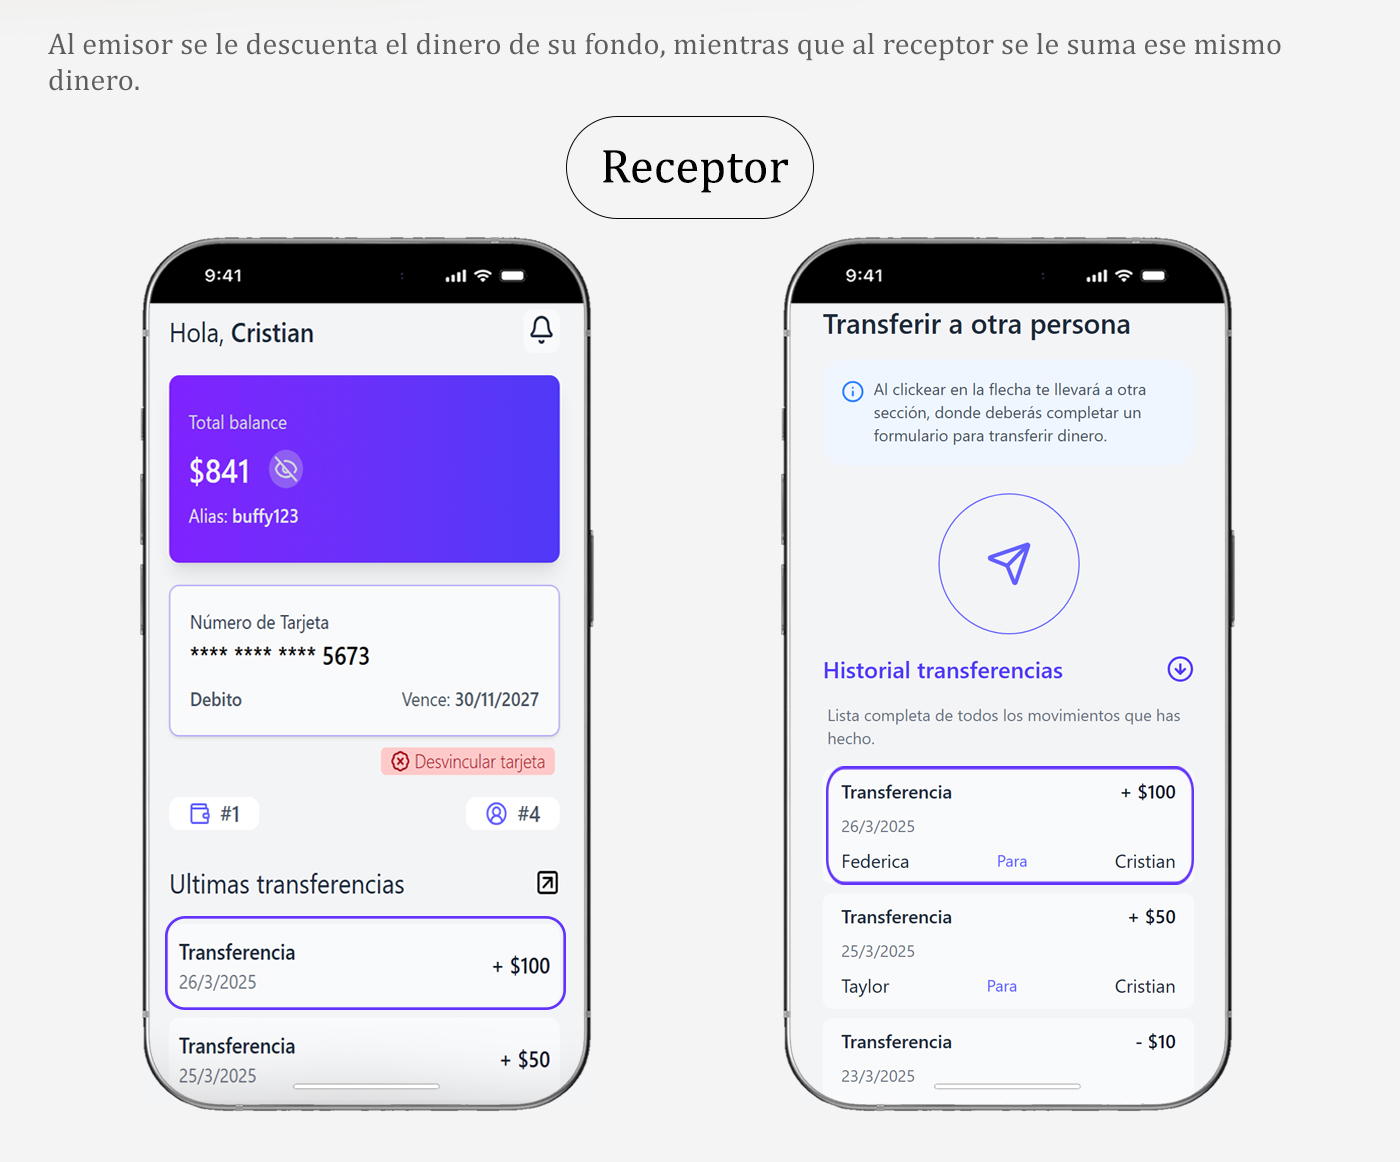 Al emisor se le descuenta el dinero de su fondo, mientras que al receptor se le suma ese mismo
dinero.
Receptor
9:41
Hola, Cristian
Total balance
$841
Alias: buffy123
Número de Tarjeta
**** **** **** 5673
Debito
Vence: 30/11/2027
Desvincular tarjeta
#1
#4
Ultimas transferencias
Transferencia
+ $100
26/3/2025
Transferencia
+ $50
25/3/2025
9:41
Transferir a otra persona
Al clickear en la flecha te llevará a otra
sección, donde deberás completar un
formulario para transferir dinero.
Historial transferencias
Lista completa de todos los movimientos que has
hecho.
Transferencia
+ $100
26/3/2025
Federica Para Cristian
Transferencia
+ $50
25/3/2025
Taylor Para Cristian
Transferencia
- $10
23/3/2025